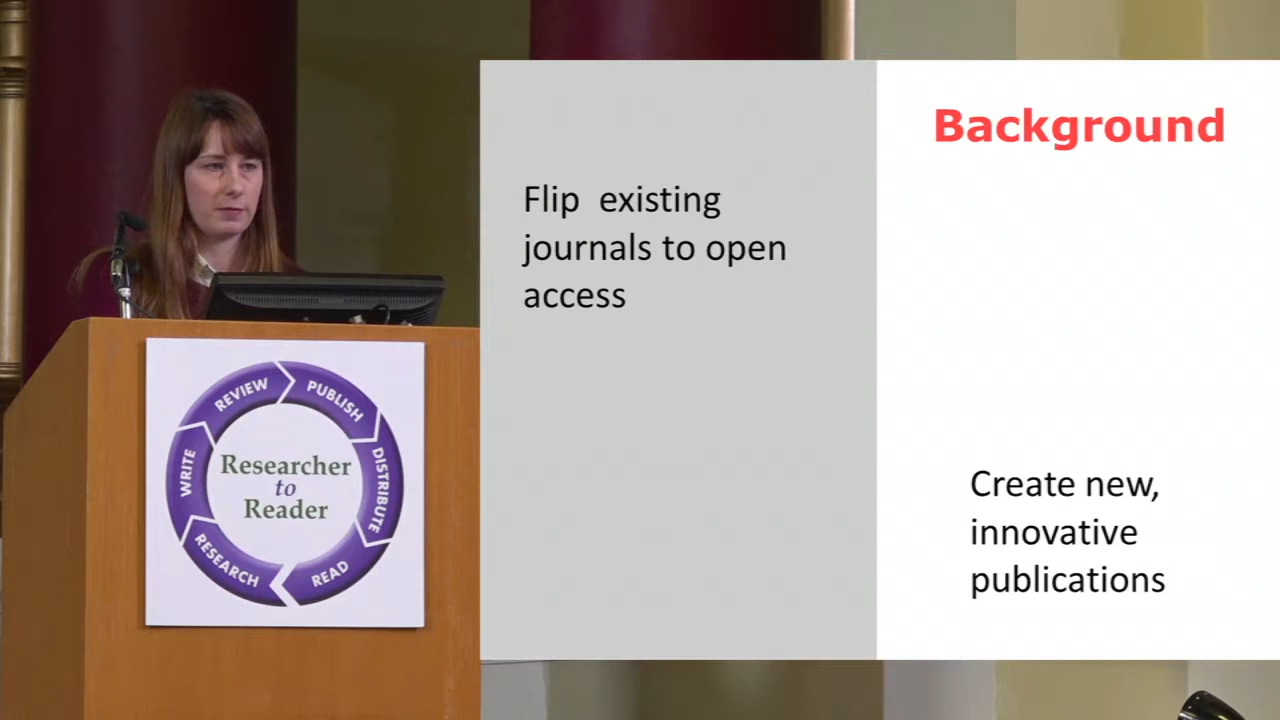 Background
Flip existing
journals to open
access
Create new,
innovative
publications
REVIEW
PUBLISH
DISTRIBUTE
READ
RESEARCH
WRITE
Researcher
to
Reader